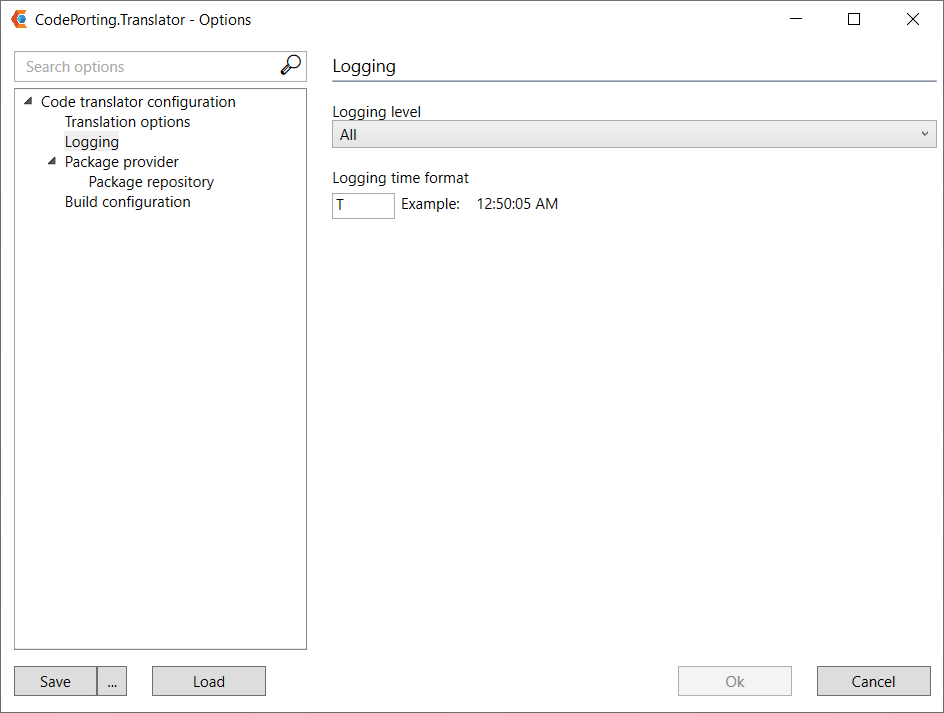 CodePorting.Translator - Options
Search options
Code translator configuration
Translation options
Logging
Package provider
Package repository
Build configuration
Logging
Logging level
All
Logging time format
T Example: 12:50:05 AM
Save ... Load Ok Cancel